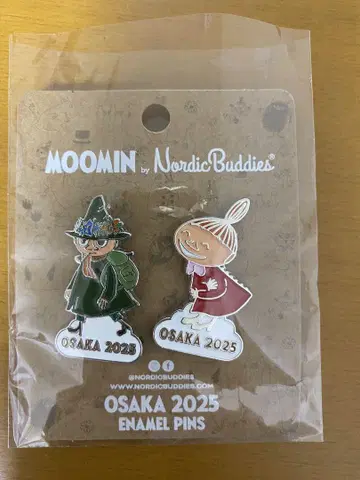 MOOMIN by NordicBuddies®
OSAKA 2025
OSAKA 2025
@NORDICBUDDIES
WWW.NORDICBUDDIES.COM
OSAKA 2025
ENAMEL PINS